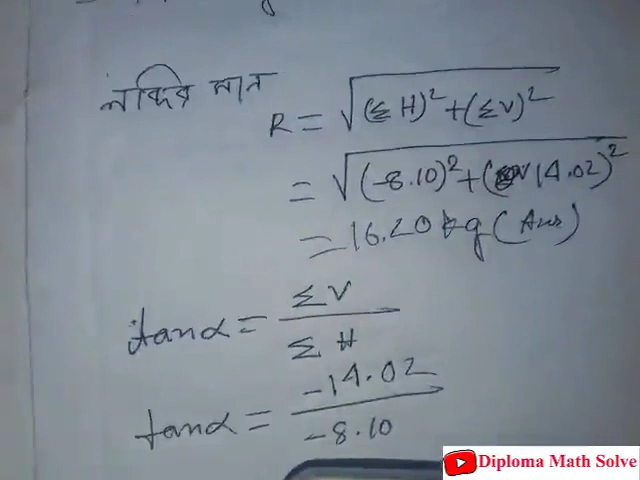 লব্দির মান
R = √(ΣH)² + (ΣV)²
= √(-8.10)² + (14.02)²
= 16.20 kg (Ans)
tanα = ΣV / ΣH
tanα = -14.02 / -8.10
Diploma Math Solve